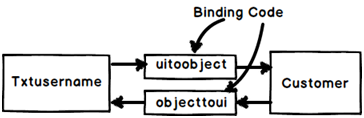 Binding Code
uitoobject
Txtusername
Customer
objecttoui